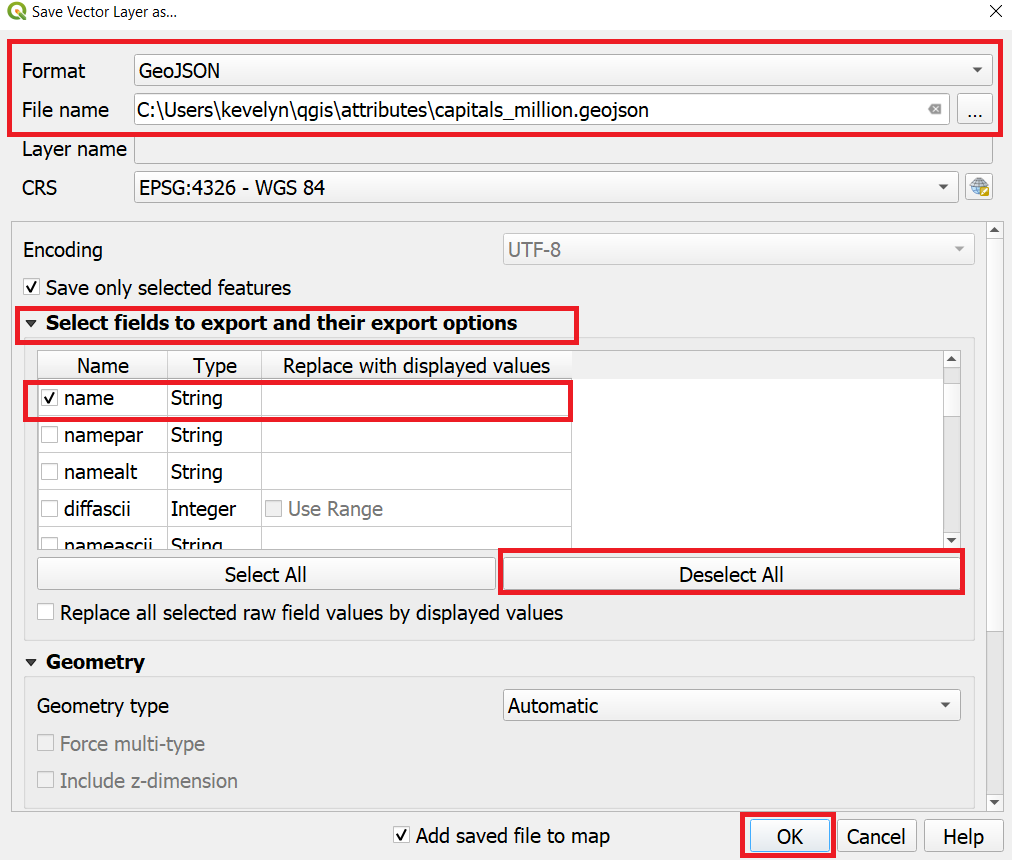 Save Vector Layer as...
Format GeoJSON
File name C:\Users\kevelyn\qgis\attributes\capitals_million.geojson ...
Layer name
CRS EPSG:4326 - WGS 84
Encoding UTF-8
Save only selected features
Select fields to export and their export options
Name Type Replace with displayed values
name String
namepar String
namealt String
diffascii Integer Use Range
nameascii String
Select All Deselect All
Replace all selected raw field values by displayed values
Geometry
Geometry type Automatic
Force multi-type
Include z-dimension
Add saved file to map OK Cancel Help